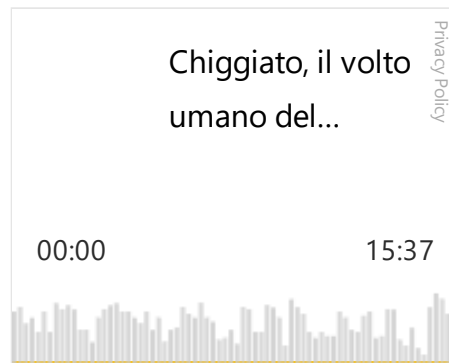 Chiggiato, il volto
umano del...
Privacy Policy
00:00
15:37